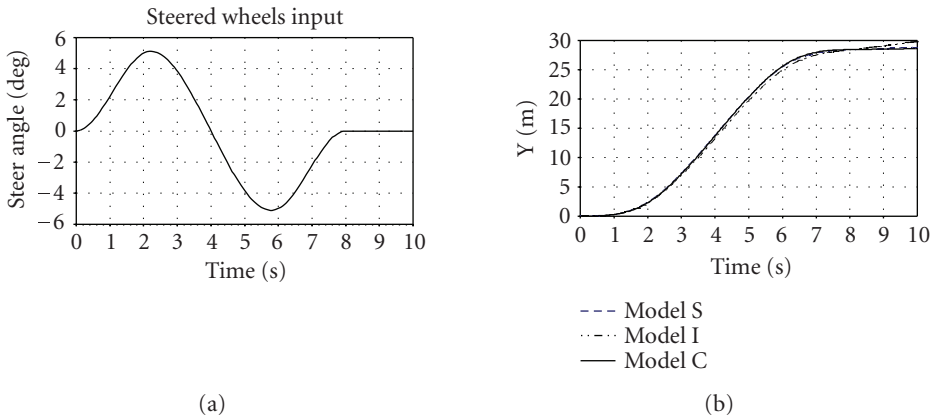 Steered wheels input
Steer angle (deg)
6
4
2
0
−2
−4
−6
0 1 2 3 4 5 6 7 8 9 10
Time (s)
(a)
Y (m)
30
25
20
15
10
5
0
0 1 2 3 4 5 6 7 8 9 10
Time (s)
Model S
Model I
Model C
(b)